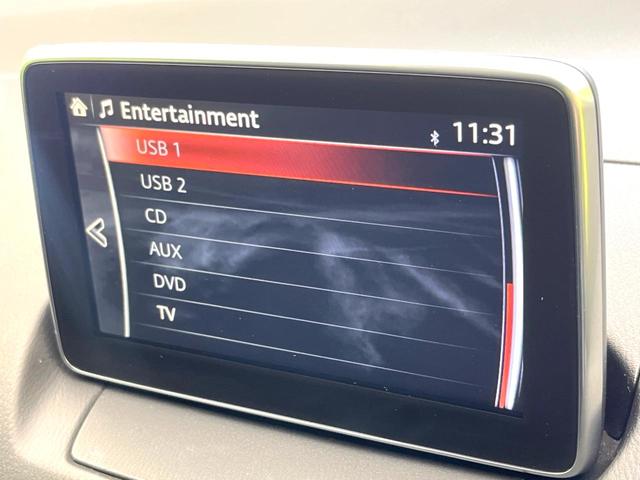 Entertainment
11:31
USB 1
USB 2
CD
AUX
DVD
TV